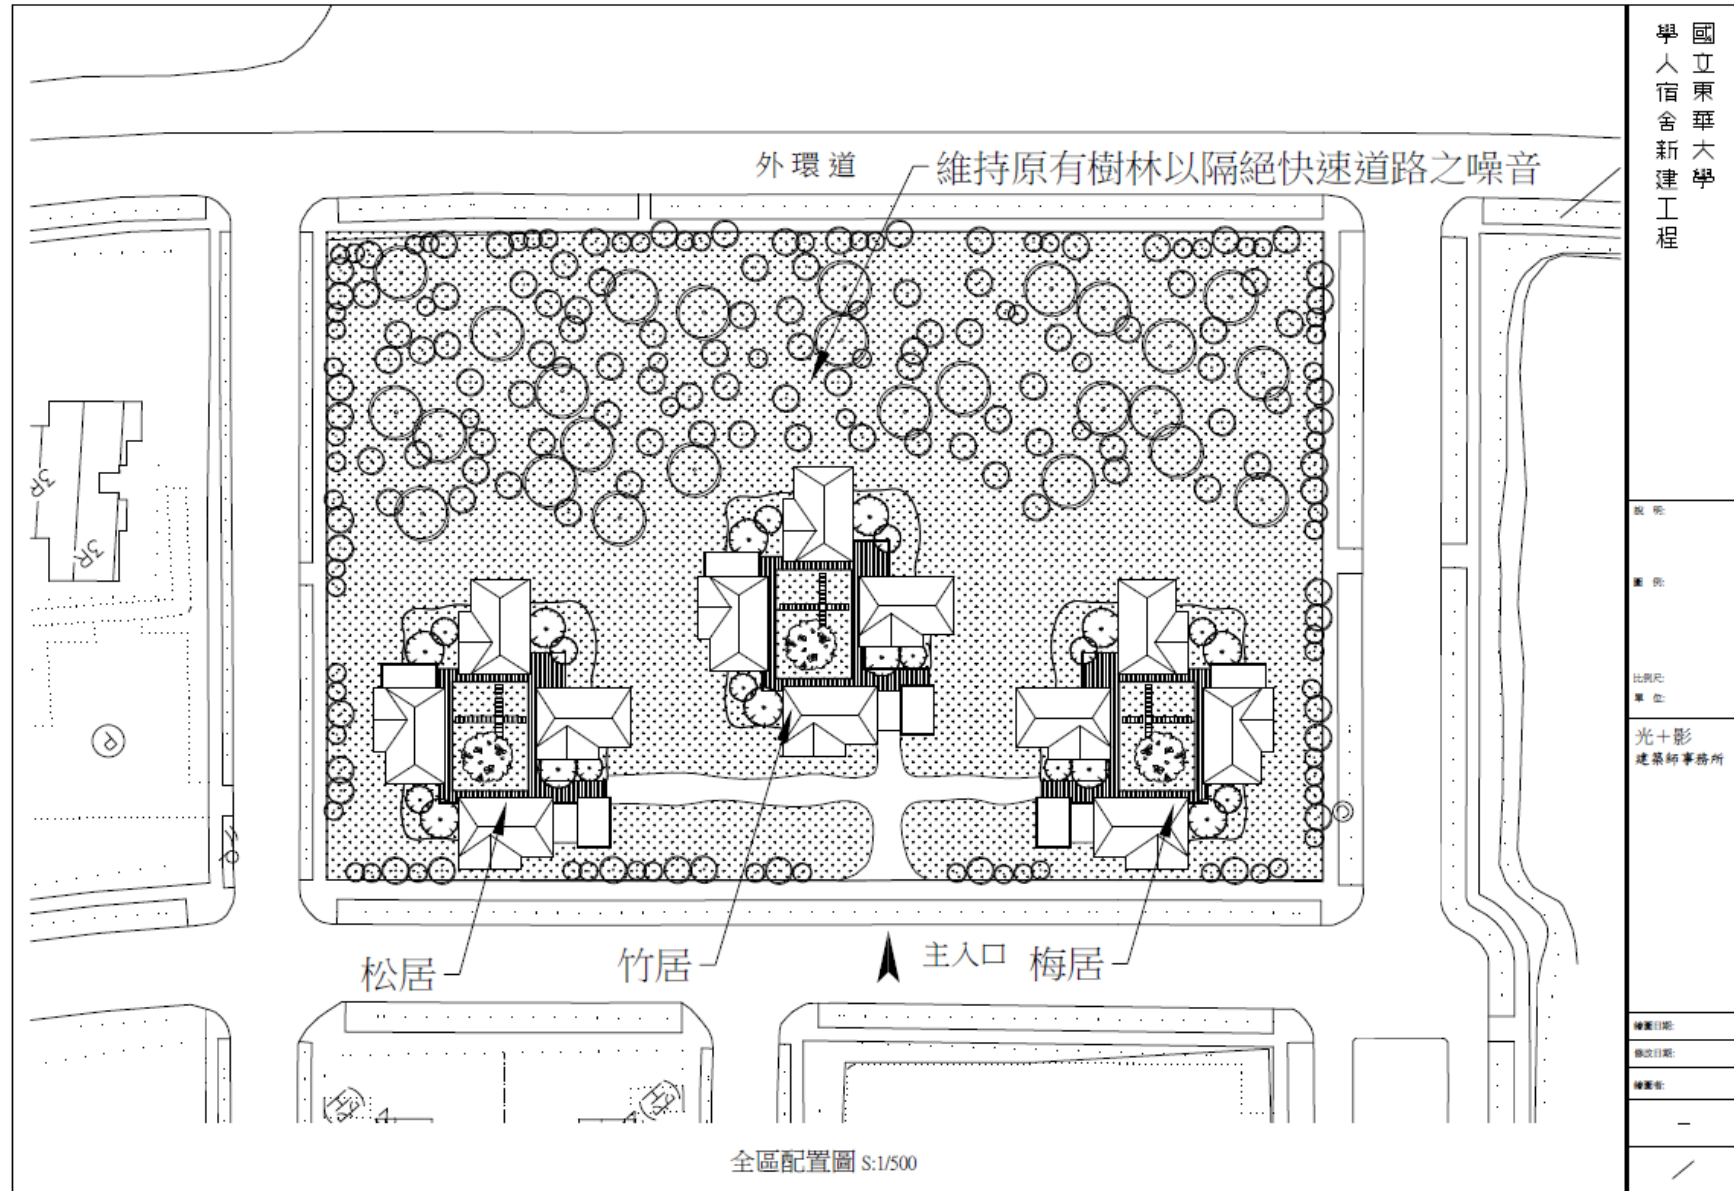 外環道
維持原有樹林以隔絕快速道路之噪音
3R
3R
P
松居
竹居
主入口
梅居
全區配置圖 S:1/500
國立東華大學
學人宿舍新建工程
說 明:
圖 例:
比例尺:
單 位:
光+影
建築師事務所
繪圖日期:
修改日期:
繪圖者: